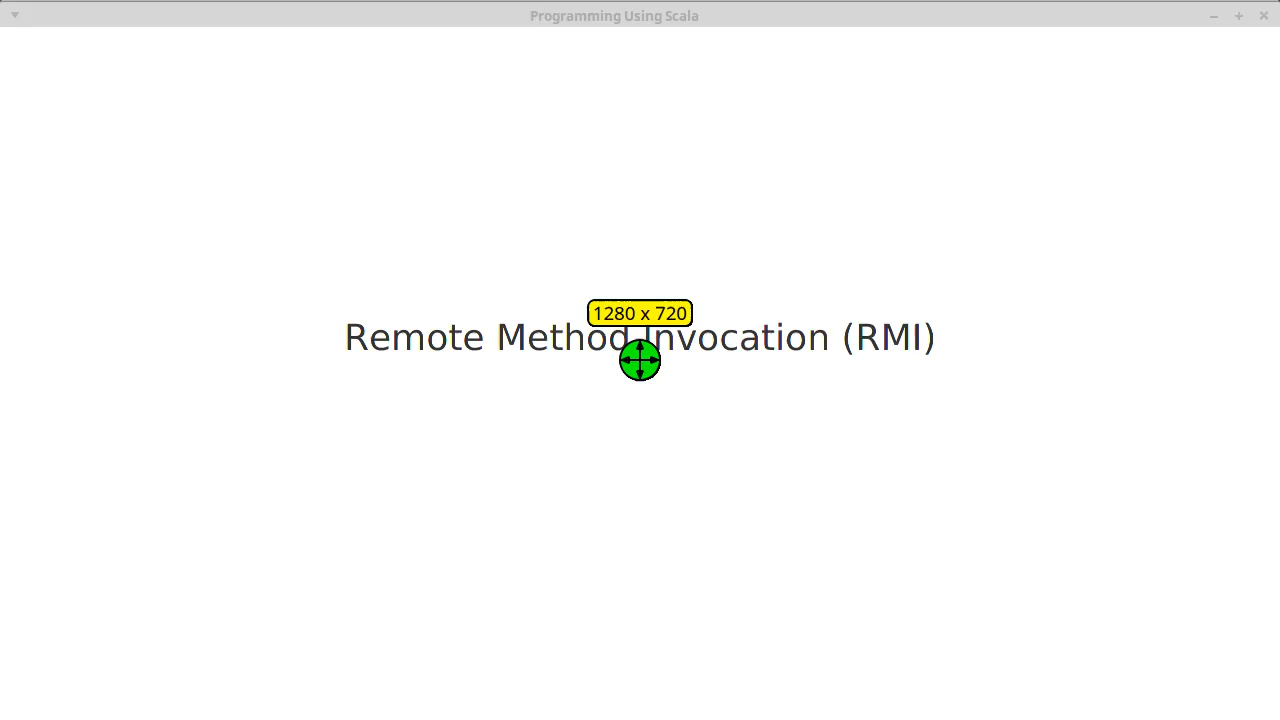 Programming Using Scala
1280 x 720
Remote Method Invocation (RMI)